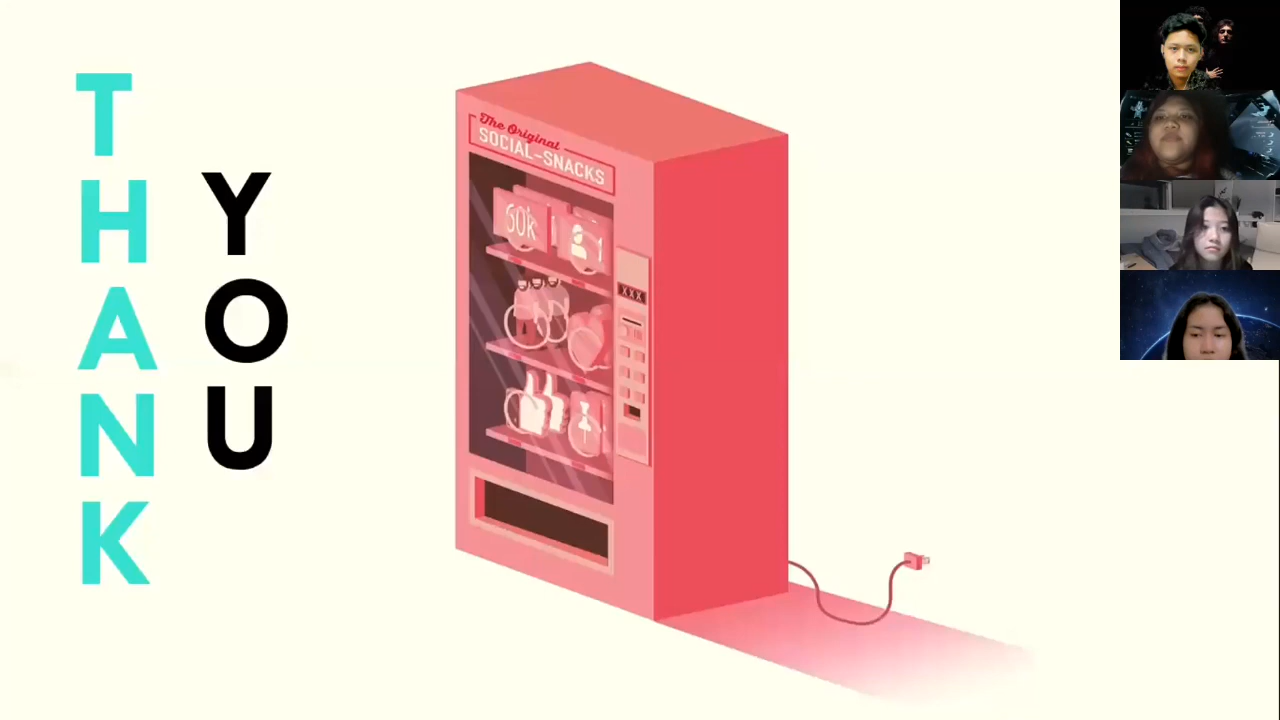 THANK
YOU
The Original
SOCIAL-SNACKS
50k
XXX